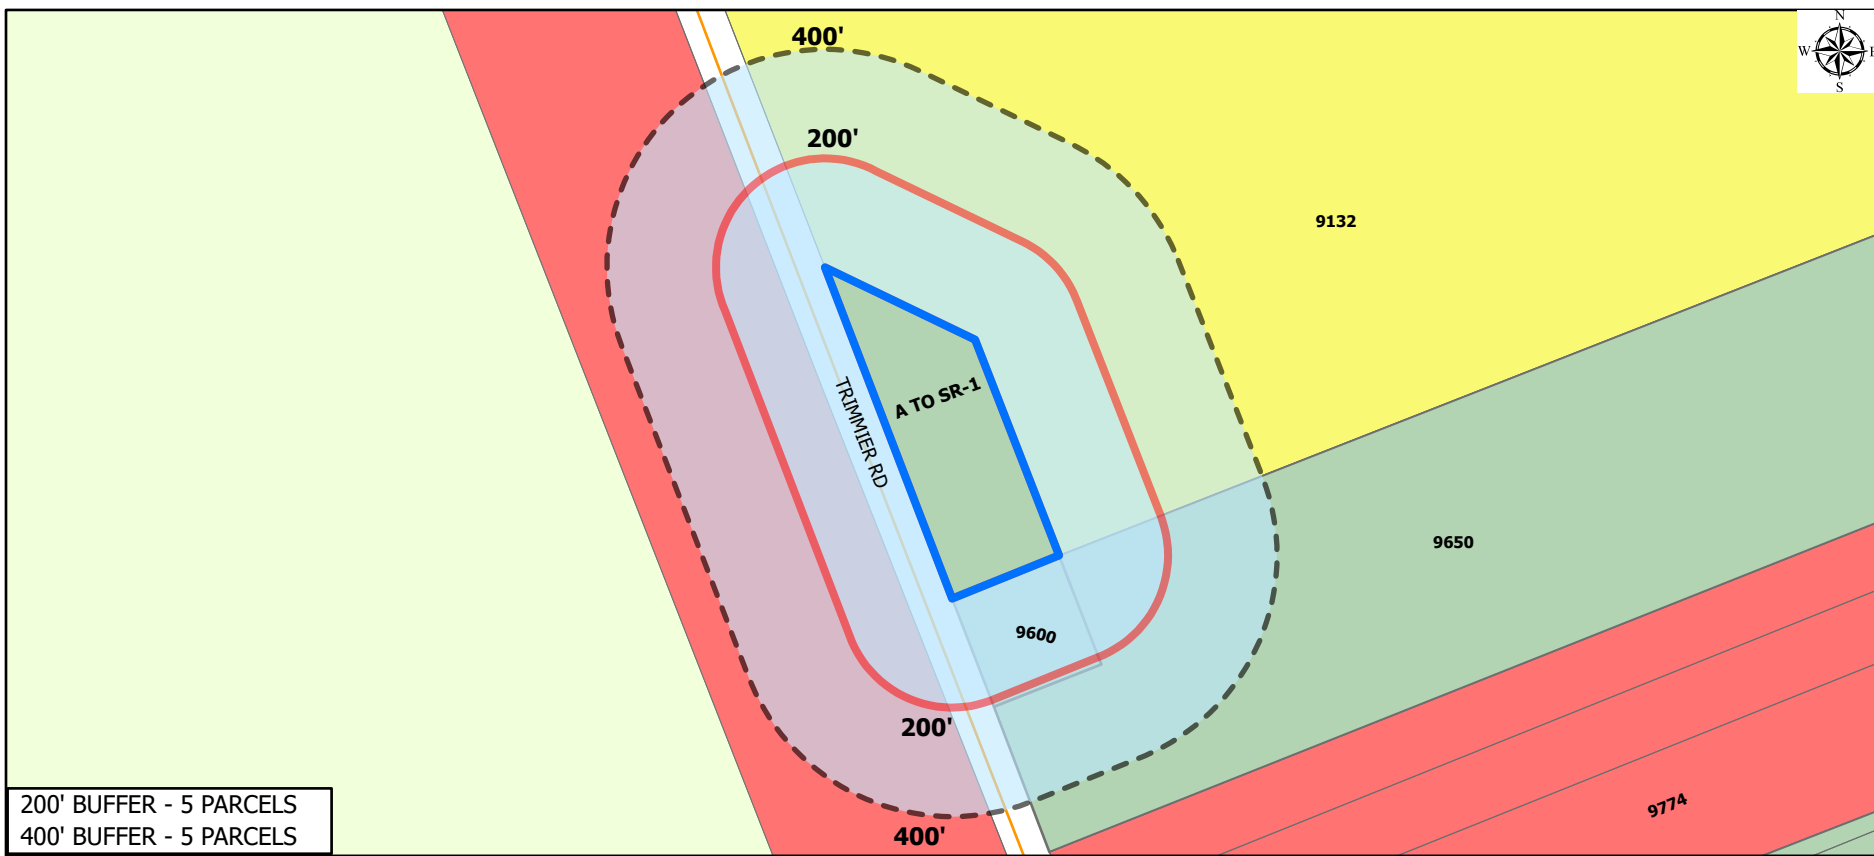 400'
N
W
E
S
200'
9132
A TO SR-1
TRIMMIER RD
9650
9600
200'
9774
400'
200' BUFFER - 5 PARCELS
400' BUFFER - 5 PARCELS